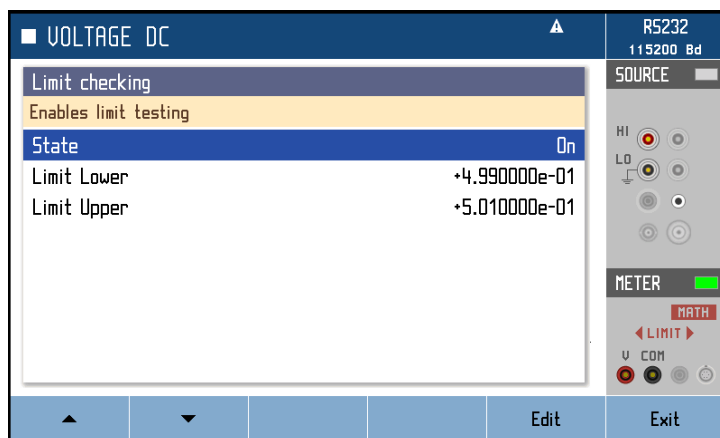 VOLTAGE DC
RS232
115200 Bd
Limit checking
Enables limit testing
State On
Limit Lower +4.990000e-01
Limit Upper +5.010000e-01
SOURCE
HI
LO
METER
MATH
LIMIT
V COM
Edit
Exit